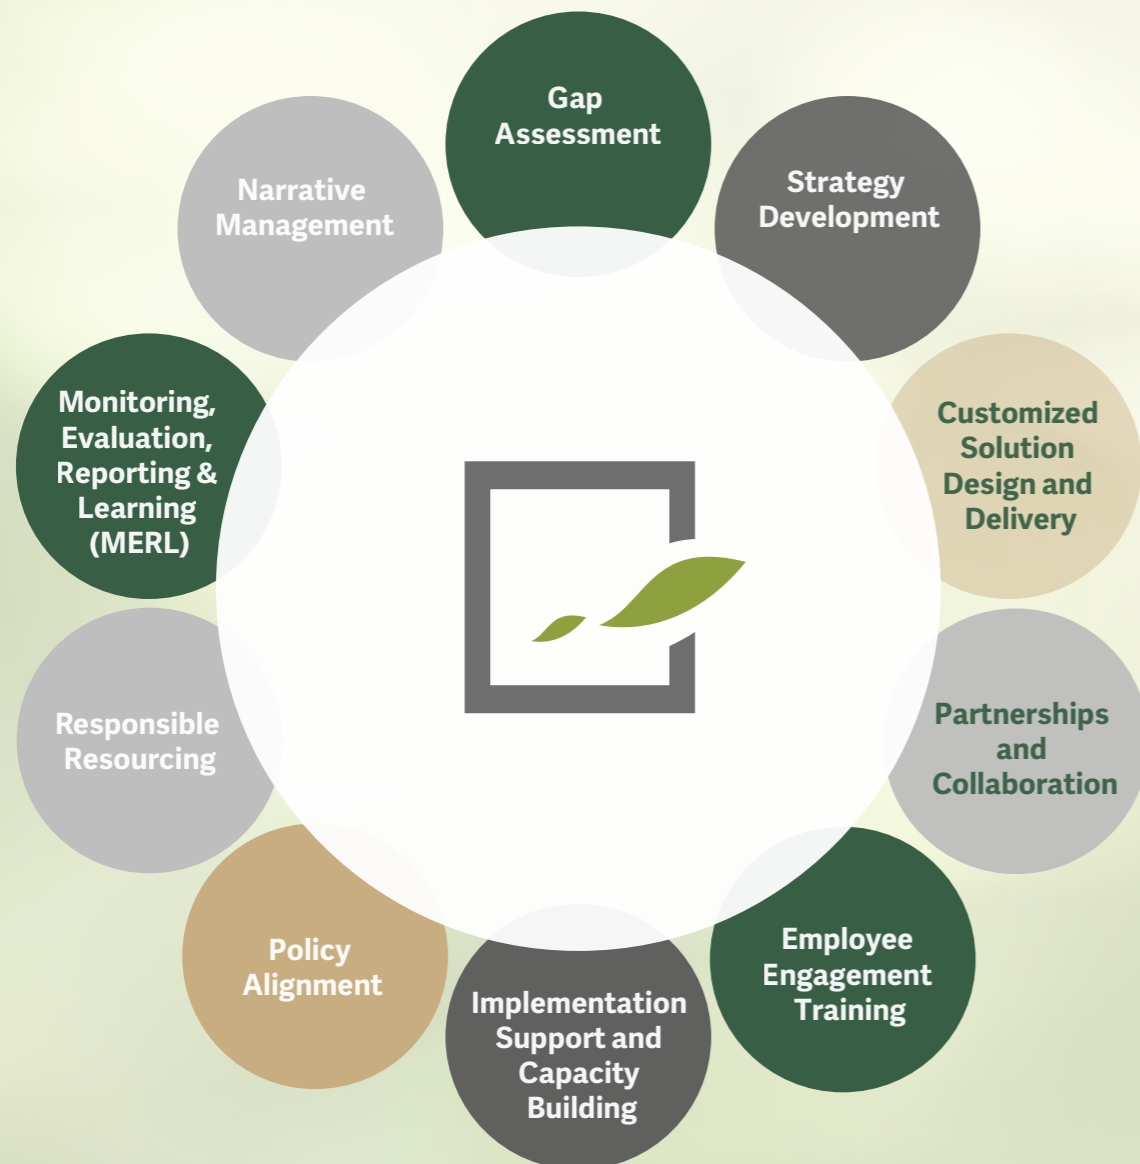 Gap
Assessment
Strategy
Development
Customized
Solution
Design and
Delivery
Partnerships
and
Collaboration
Employee
Engagement
Training
Implementation
Support and
Capacity
Building
Policy
Alignment
Responsible
Resourcing
Monitoring,
Evaluation,
Reporting &
Learning
(MERL)
Narrative
Management